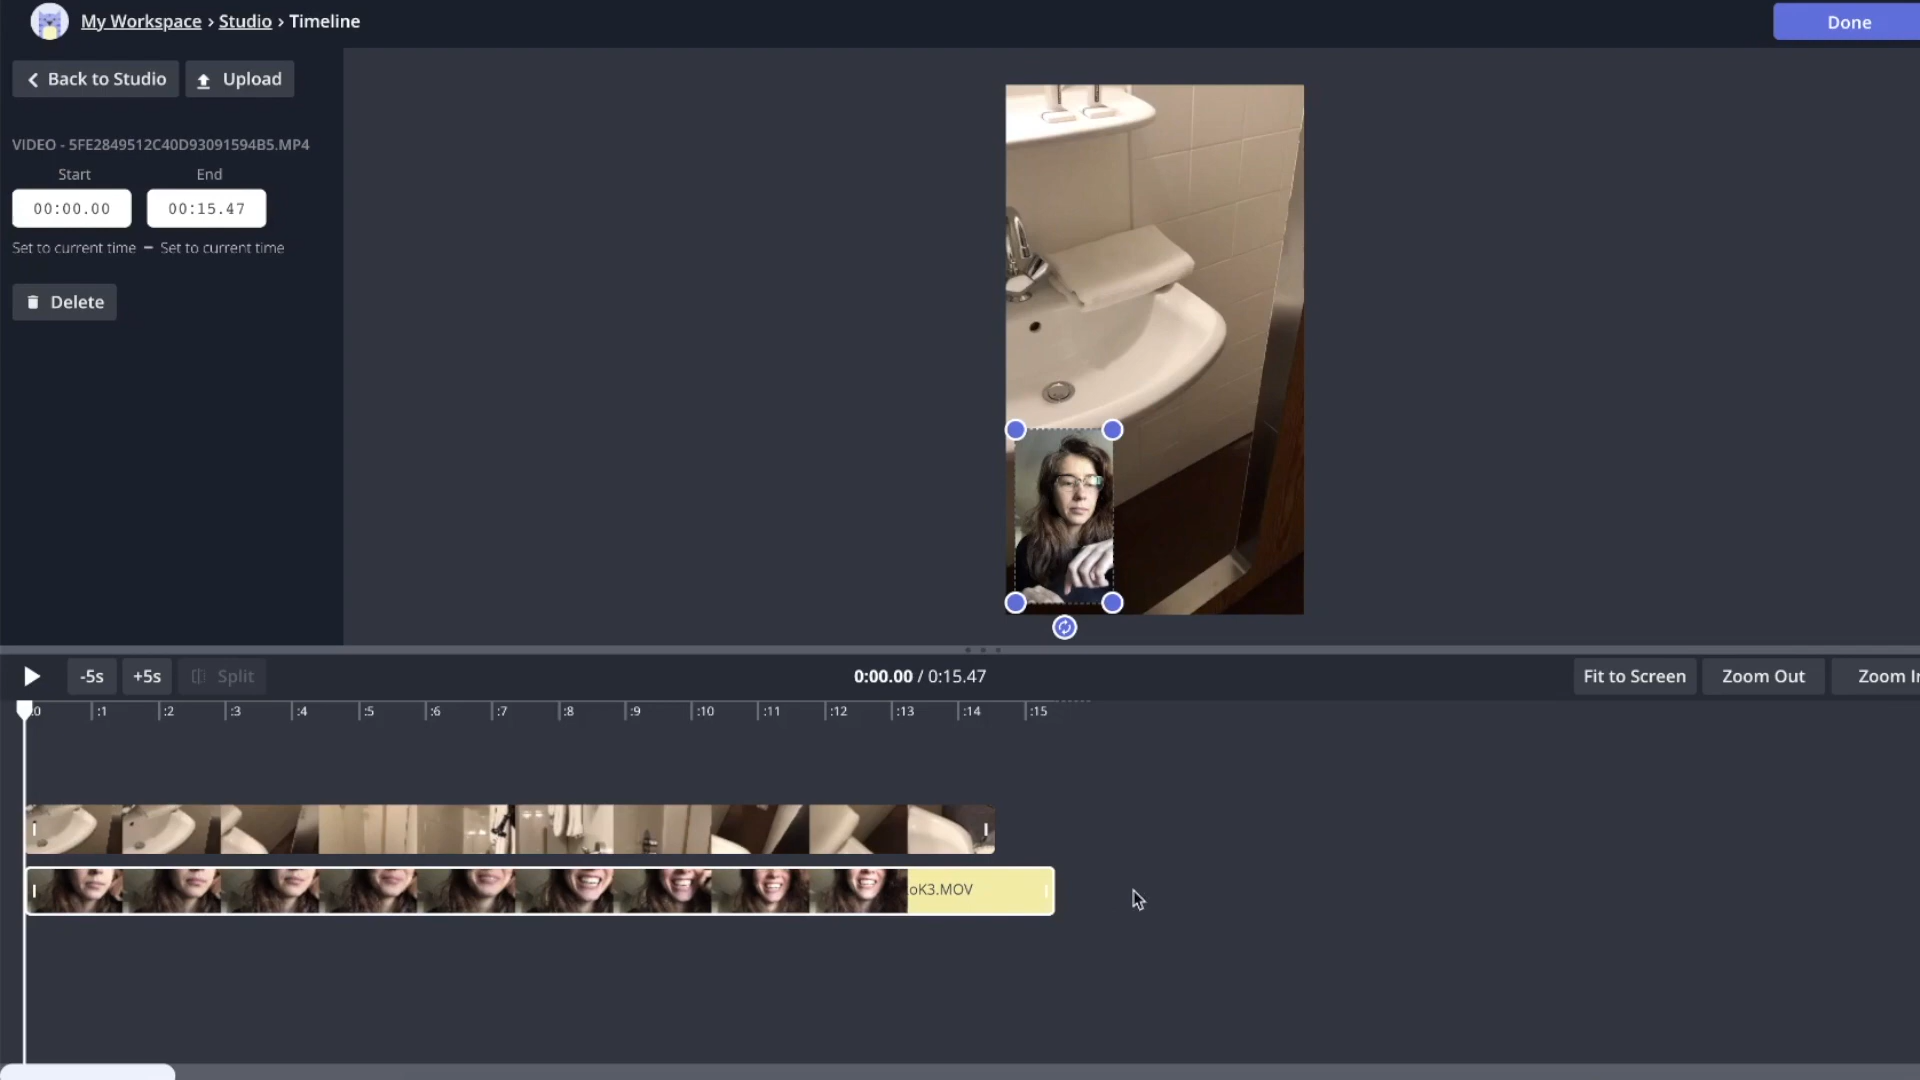 My Workspace › Studio › Timeline
Done
Back to Studio
Upload
VIDEO - 5FE2849512C40D93091594B5.MP4
Start
End
00:00.00
00:15.47
Set to current time – Set to current time
Delete
-5s
+5s
Split
0:00.00 / 0:15.47
Fit to Screen
Zoom Out
Zoom
:0 :1 :2 :3 :4 :5 :6 :7 :8 :9 :10 :11 :12 :13 :14 :15
oK3.MOV